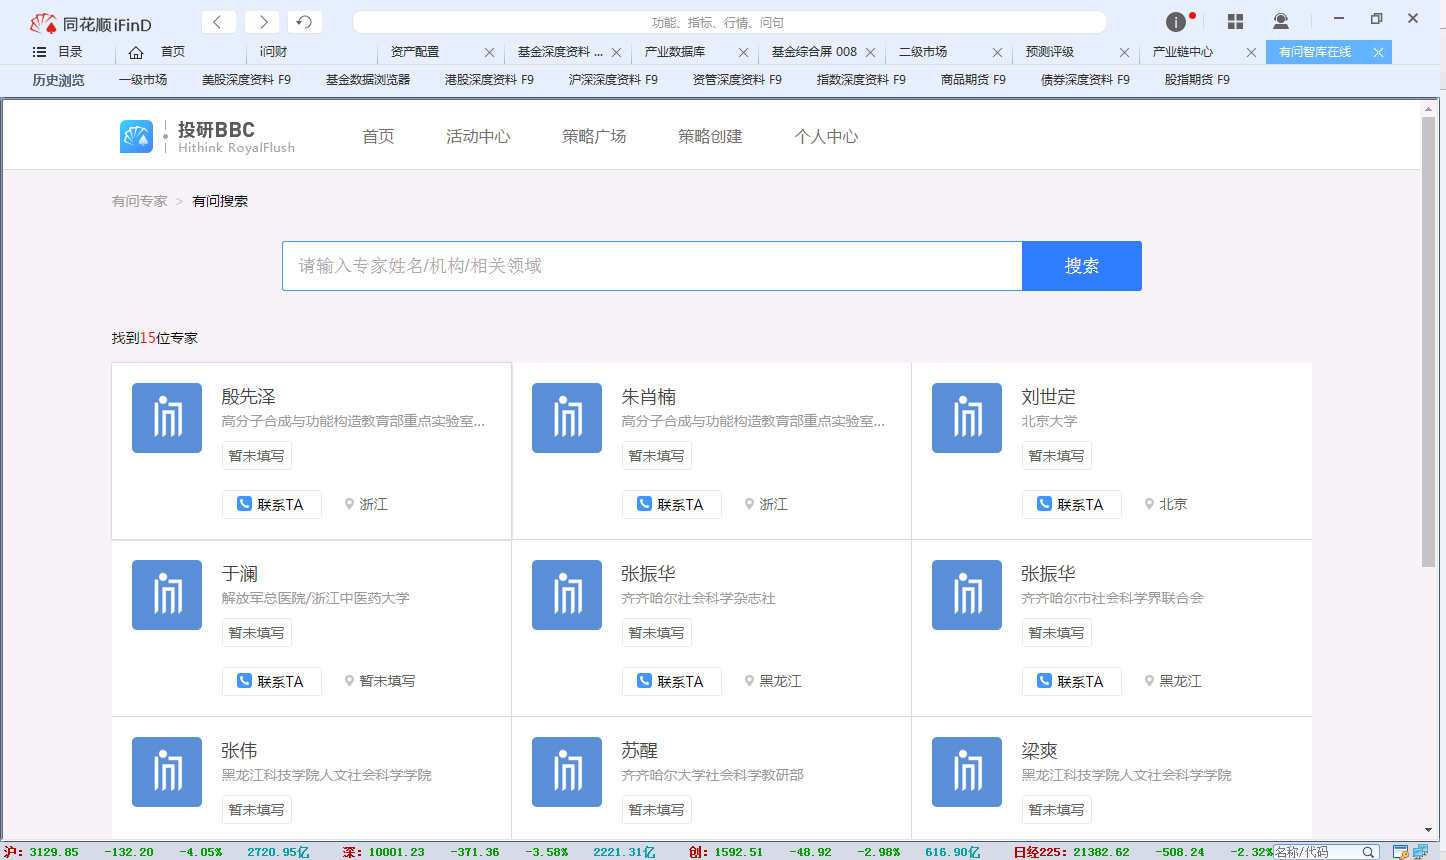 同花顺iFinD
功能、指标、行情、问句
目录 首页 i问财 资产配置 基金深度资料 ... 产业数据库 基金综合屏 008 二级市场 预测评级 产业链中心 有问智库在线
历史浏览 一级市场 美股深度资料 F9 基金数据浏览器 港股深度资料 F9 沪深深度资料 F9 资管深度资料 F9 指数深度资料 F9 商品期货 F9 债券深度资料 F9 股指期货 F9
投研BBC
Hithink RoyalFlush
首页 活动中心 策略广场 策略创建 个人中心
有问专家 > 有问搜索
请输入专家姓名/机构/相关领域 搜索
找到15位专家
殷先泽 朱肖楠 刘世定
高分子合成与功能构造教育部重点实验室... 高分子合成与功能构造教育部重点实验室... 北京大学
暂未填写 暂未填写 暂未填写
联系TA 浙江 联系TA 浙江 联系TA 北京
于澜 张振华 张振华
解放军总医院/浙江中医药大学 齐齐哈尔社会科学杂志社 齐齐哈尔市社会科学界联合会
暂未填写 暂未填写 暂未填写
联系TA 暂未填写 联系TA 黑龙江 联系TA 黑龙江
张伟 苏醒 梁爽
黑龙江科技学院人文社会科学学院 齐齐哈尔大学社会科学教研部 黑龙江科技学院人文社会科学学院
暂未填写 暂未填写 暂未填写
沪: 3129.85 -132.20 -4.05% 2720.95亿 深: 10001.23 -371.36 -3.58% 2221.31亿 创: 1592.51 -48.92 -2.98% 616.90亿 日经225: 21382.62 -508.24 -2.32% 名称/代码